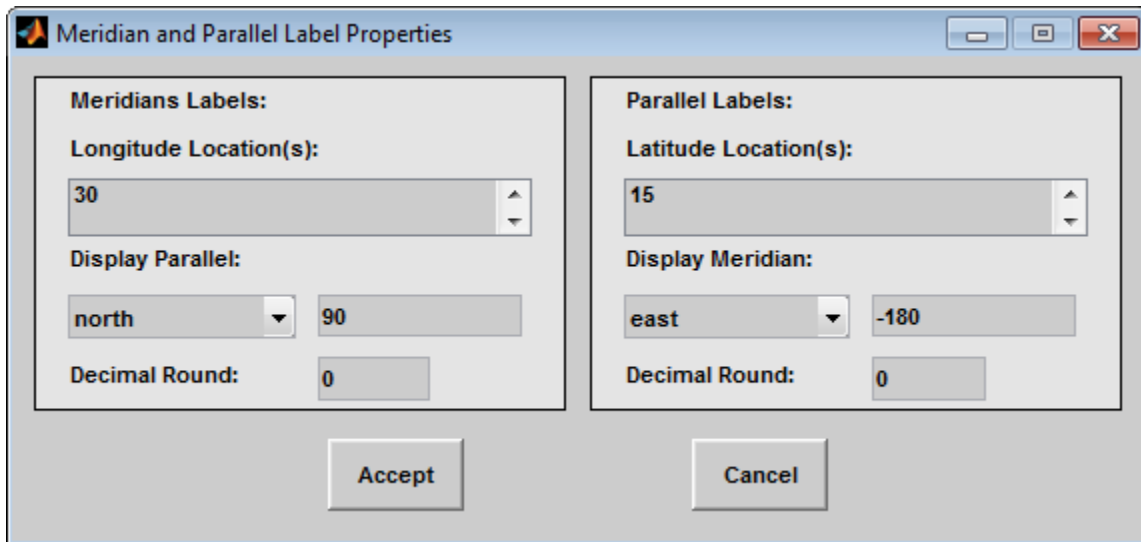 Meridian and Parallel Label Properties
Meridians Labels:
Longitude Location(s):
30
Display Parallel:
north
90
Decimal Round:
0
Parallel Labels:
Latitude Location(s):
15
Display Meridian:
east
-180
Decimal Round:
0
Accept
Cancel